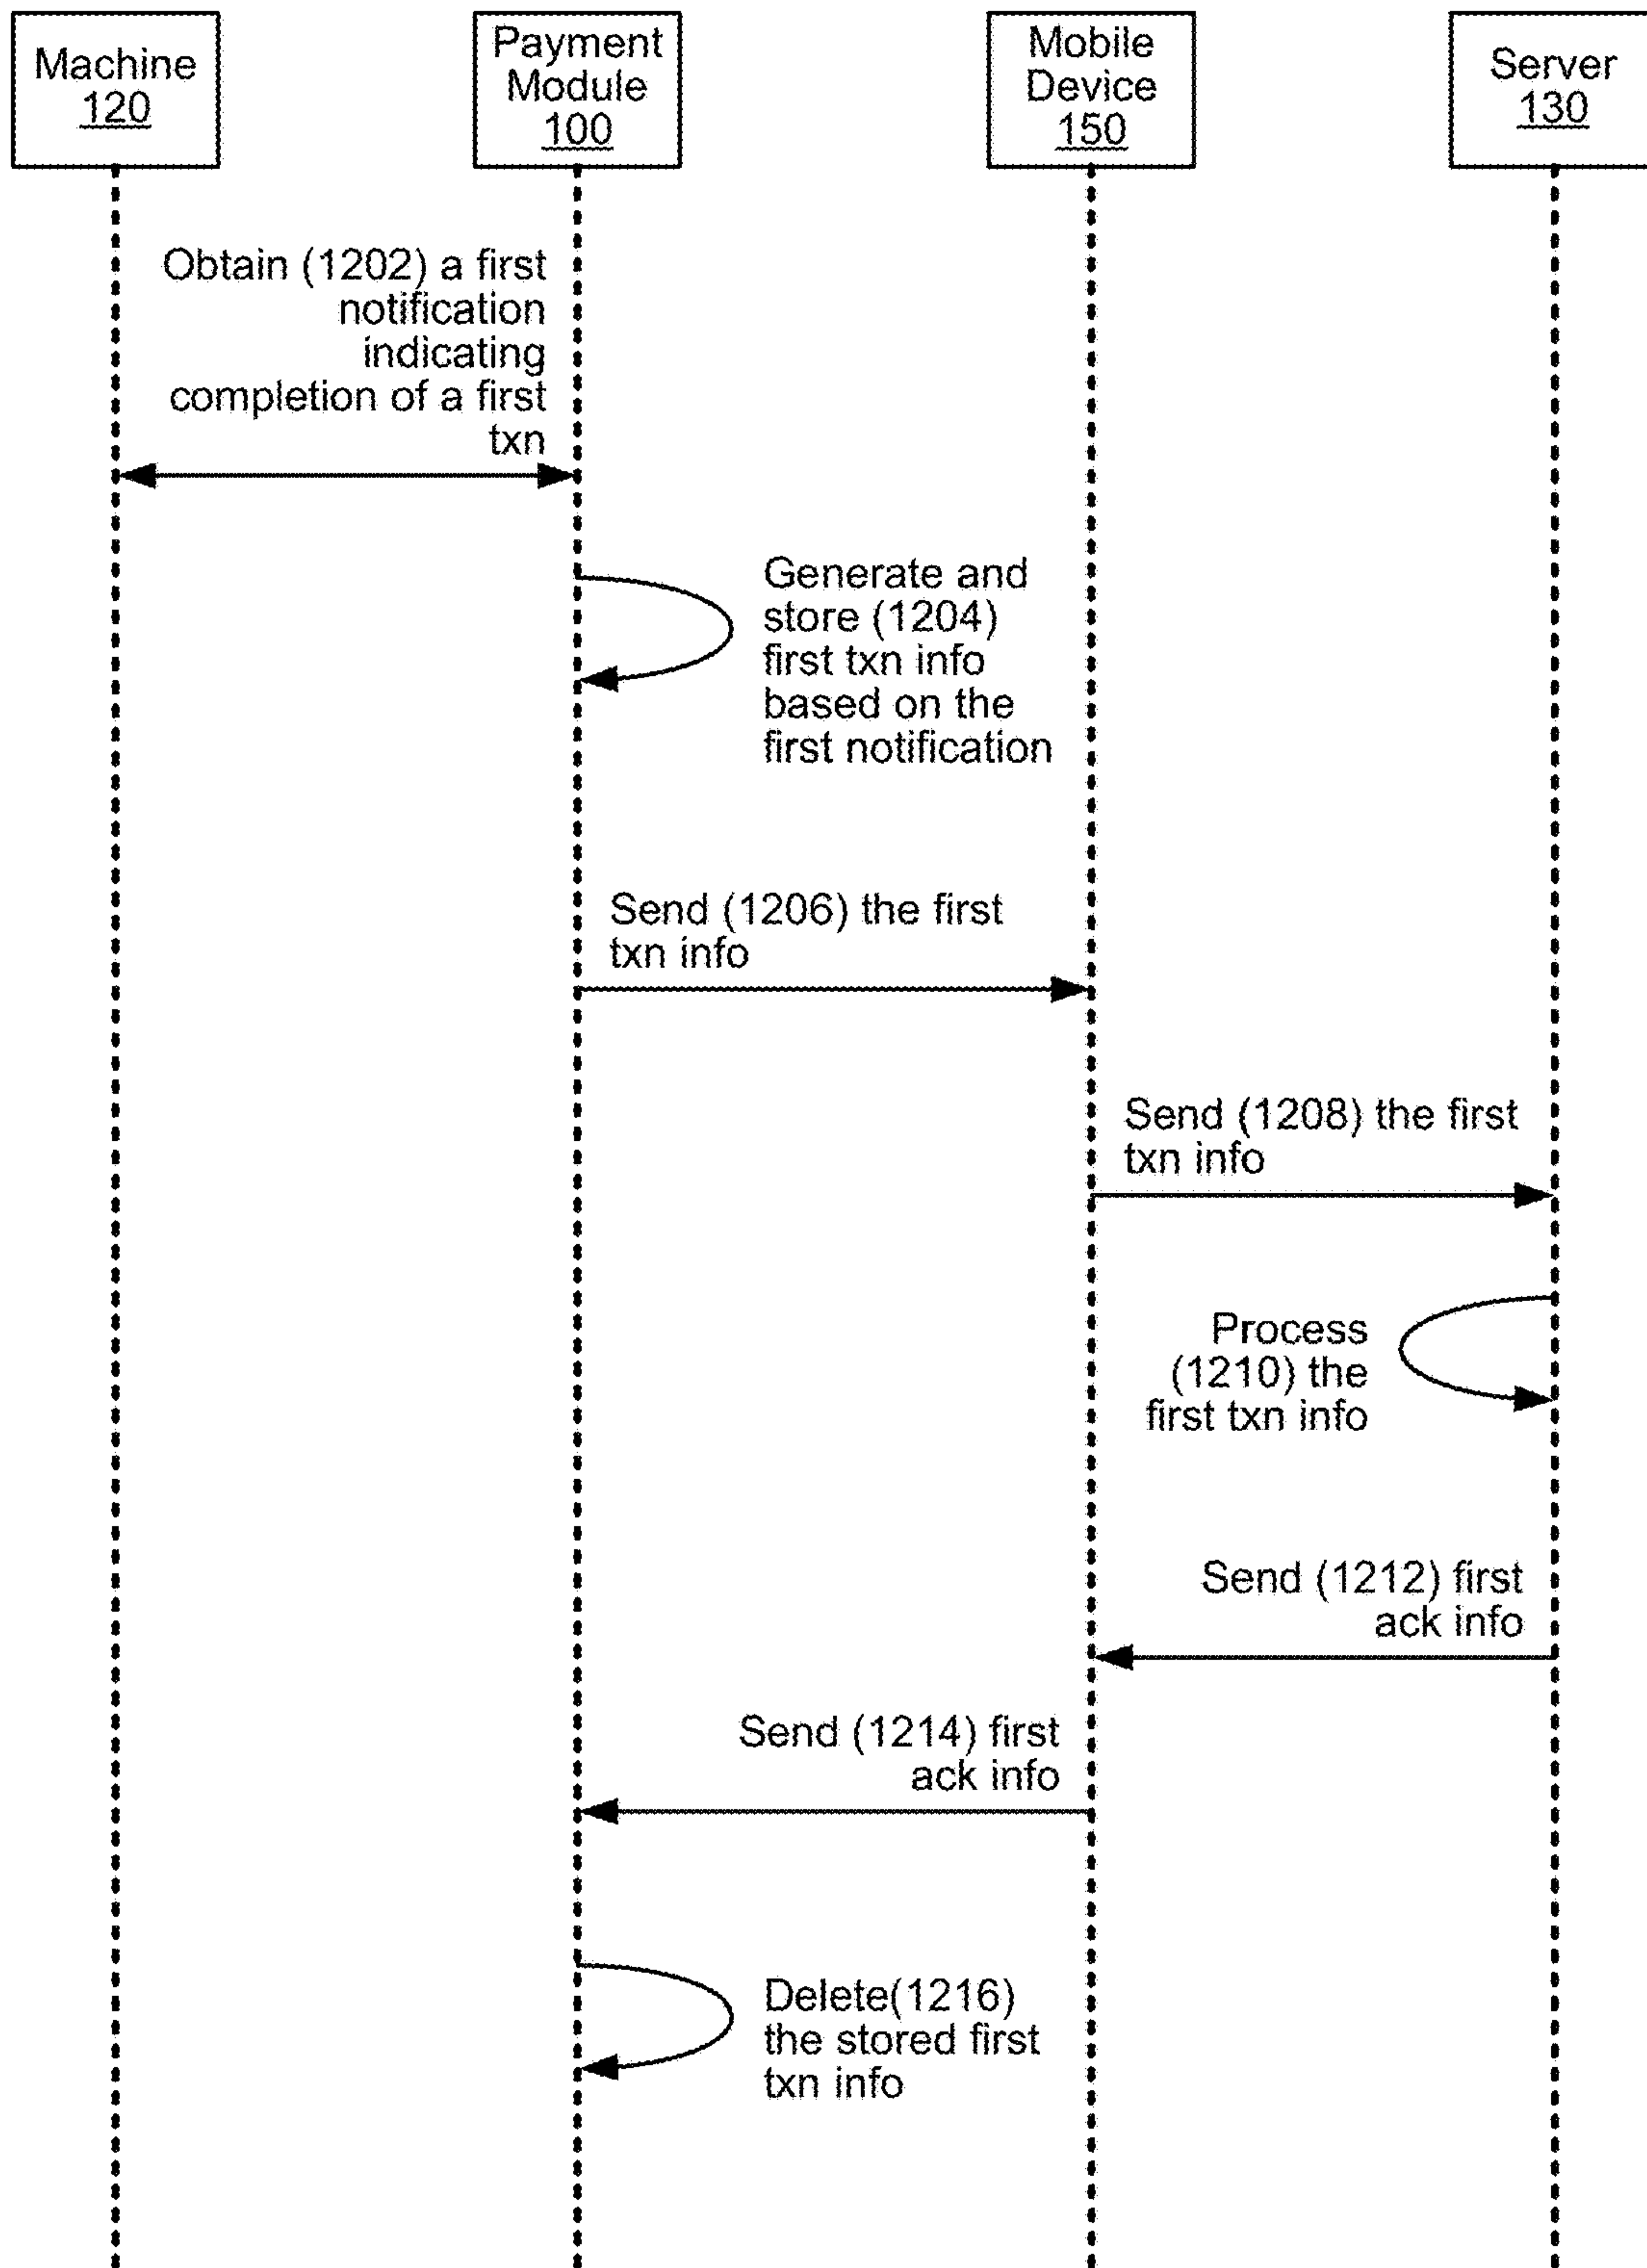 Machine
120
Payment
Module
100
Mobile
Device
150
Server
130
Obtain (1202) a first
notification
indicating
completion of a first
txn
Generate and
store (1204)
first txn info
based on the
first notification
Send (1206) the first
txn info
Send (1208) the first
txn info
Process
(1210) the
first txn info
Send (1212) first
ack info
Send (1214) first
ack info
Delete(1216)
the stored first
txn info